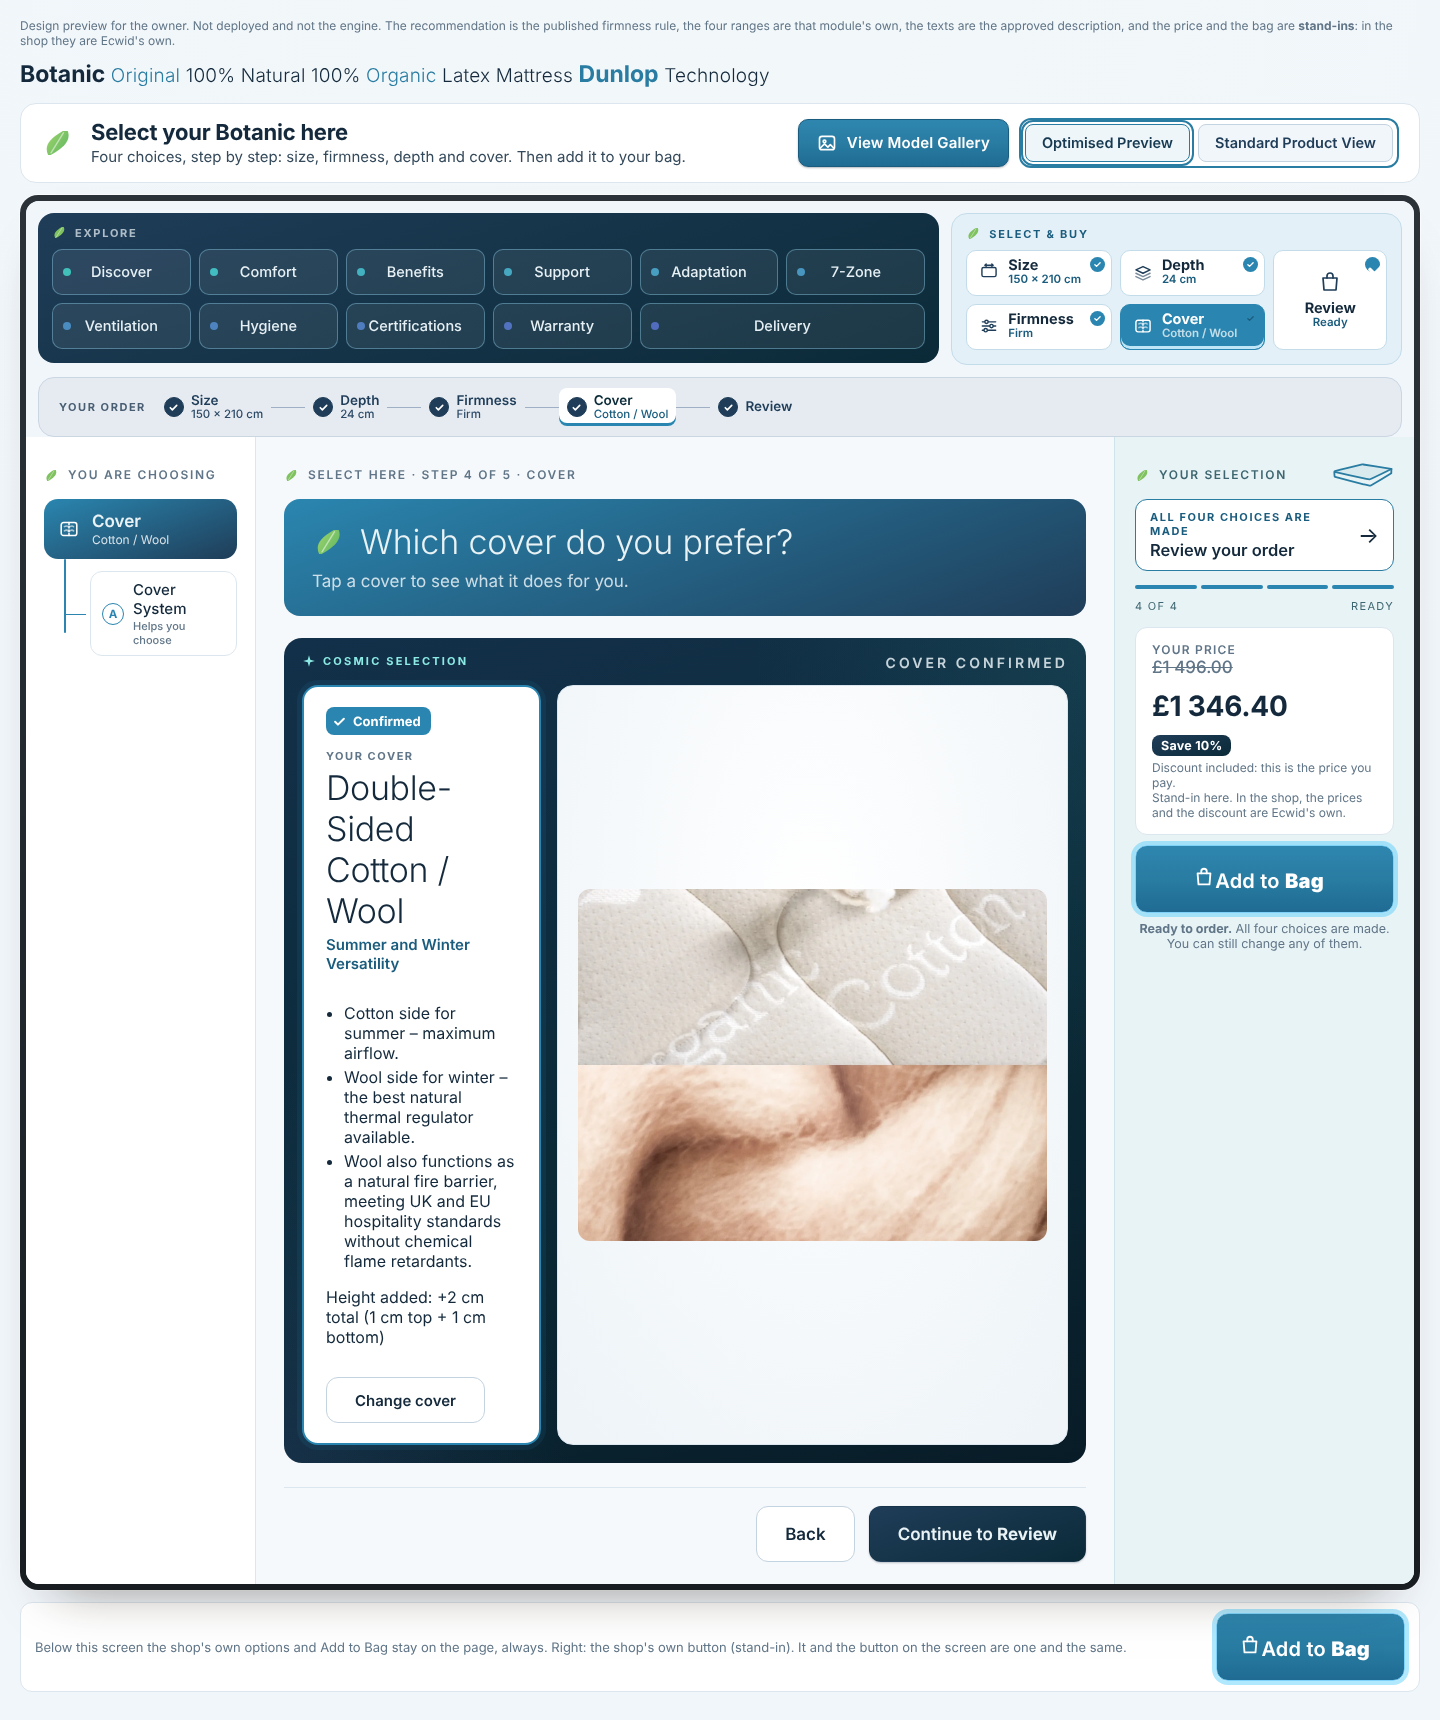 Design preview for the owner. Not deployed and not the engine. The recommendation is the published firmness rule, the four ranges are that module's own, the texts are the approved description, and the price and the bag are stand-ins: in the
shop they are Ecwid's own.
Botanic Original 100% Natural 100% Organic Latex Mattress Dunlop Technology
Select your Botanic here
Four choices, step by step: size, firmness, depth and cover. Then add it to your bag.
View Model Gallery
Optimised Preview
Standard Product View
EXPLORE
Discover
Comfort
Benefits
Support
Adaptation
7-Zone
Ventilation
Hygiene
Certifications
Warranty
Delivery
SELECT & BUY
Size
150 × 210 cm
Depth
24 cm
Firmness
Firm
Cover
Cotton / Wool
Review
Ready
YOUR ORDER
Size
150 × 210 cm
Depth
24 cm
Firmness
Firm
Cover
Cotton / Wool
Review
YOU ARE CHOOSING
Cover
Cotton / Wool
A
Cover
System
Helps you
choose
SELECT HERE · STEP 4 OF 5 · COVER
Which cover do you prefer?
Tap a cover to see what it does for you.
COSMIC SELECTION
COVER CONFIRMED
Confirmed
YOUR COVER
Double-
Sided
Cotton /
Wool
Summer and Winter
Versatility
• Cotton side for
summer – maximum
airflow.
• Wool side for winter –
the best natural
thermal regulator
available.
• Wool also functions as
a natural fire barrier,
meeting UK and EU
hospitality standards
without chemical
flame retardants.
Height added: +2 cm
total (1 cm top + 1 cm
bottom)
Change cover
Cotton
Back
Continue to Review
YOUR SELECTION
ALL FOUR CHOICES ARE
MADE
Review your order
4 OF 4
READY
YOUR PRICE
£1 496.00
£1 346.40
Save 10%
Discount included: this is the price you
pay.
Stand-in here. In the shop, the prices
and the discount are Ecwid's own.
Add to Bag
Ready to order. All four choices are made.
You can still change any of them.
Below this screen the shop's own options and Add to Bag stay on the page, always. Right: the shop's own button (stand-in). It and the button on the screen are one and the same.
Add to Bag